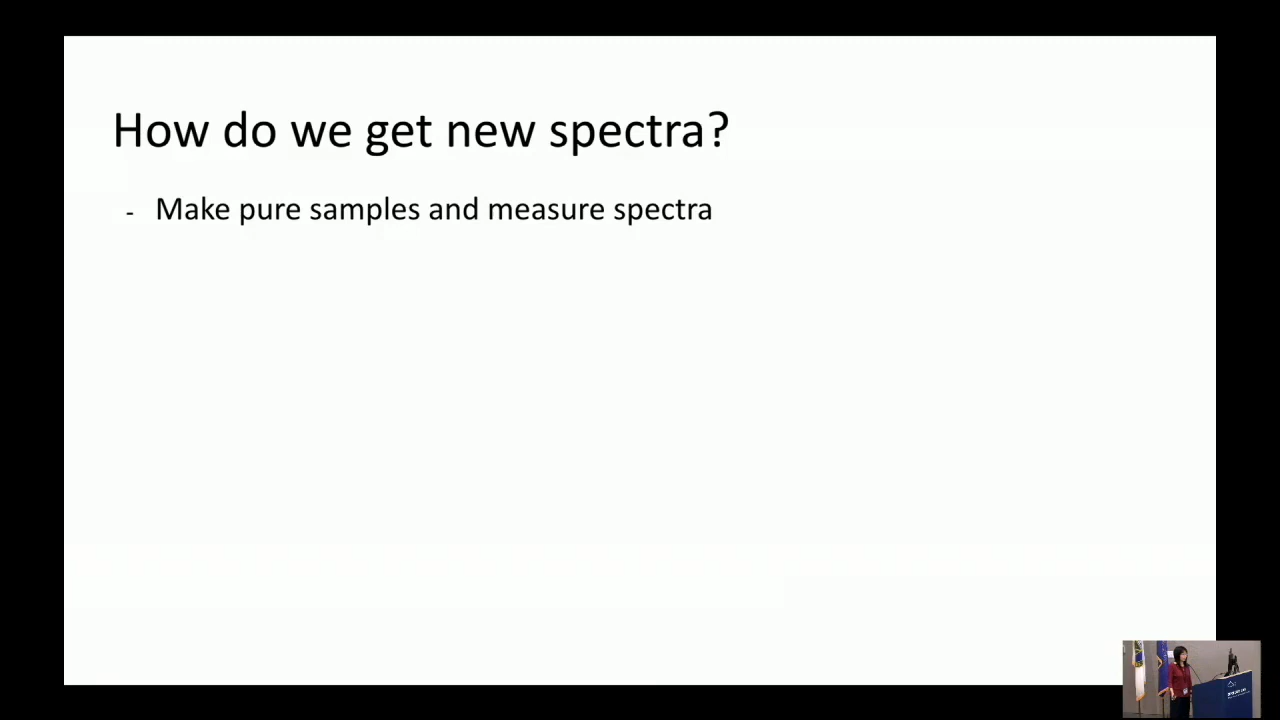 How do we get new spectra?
- Make pure samples and measure spectra